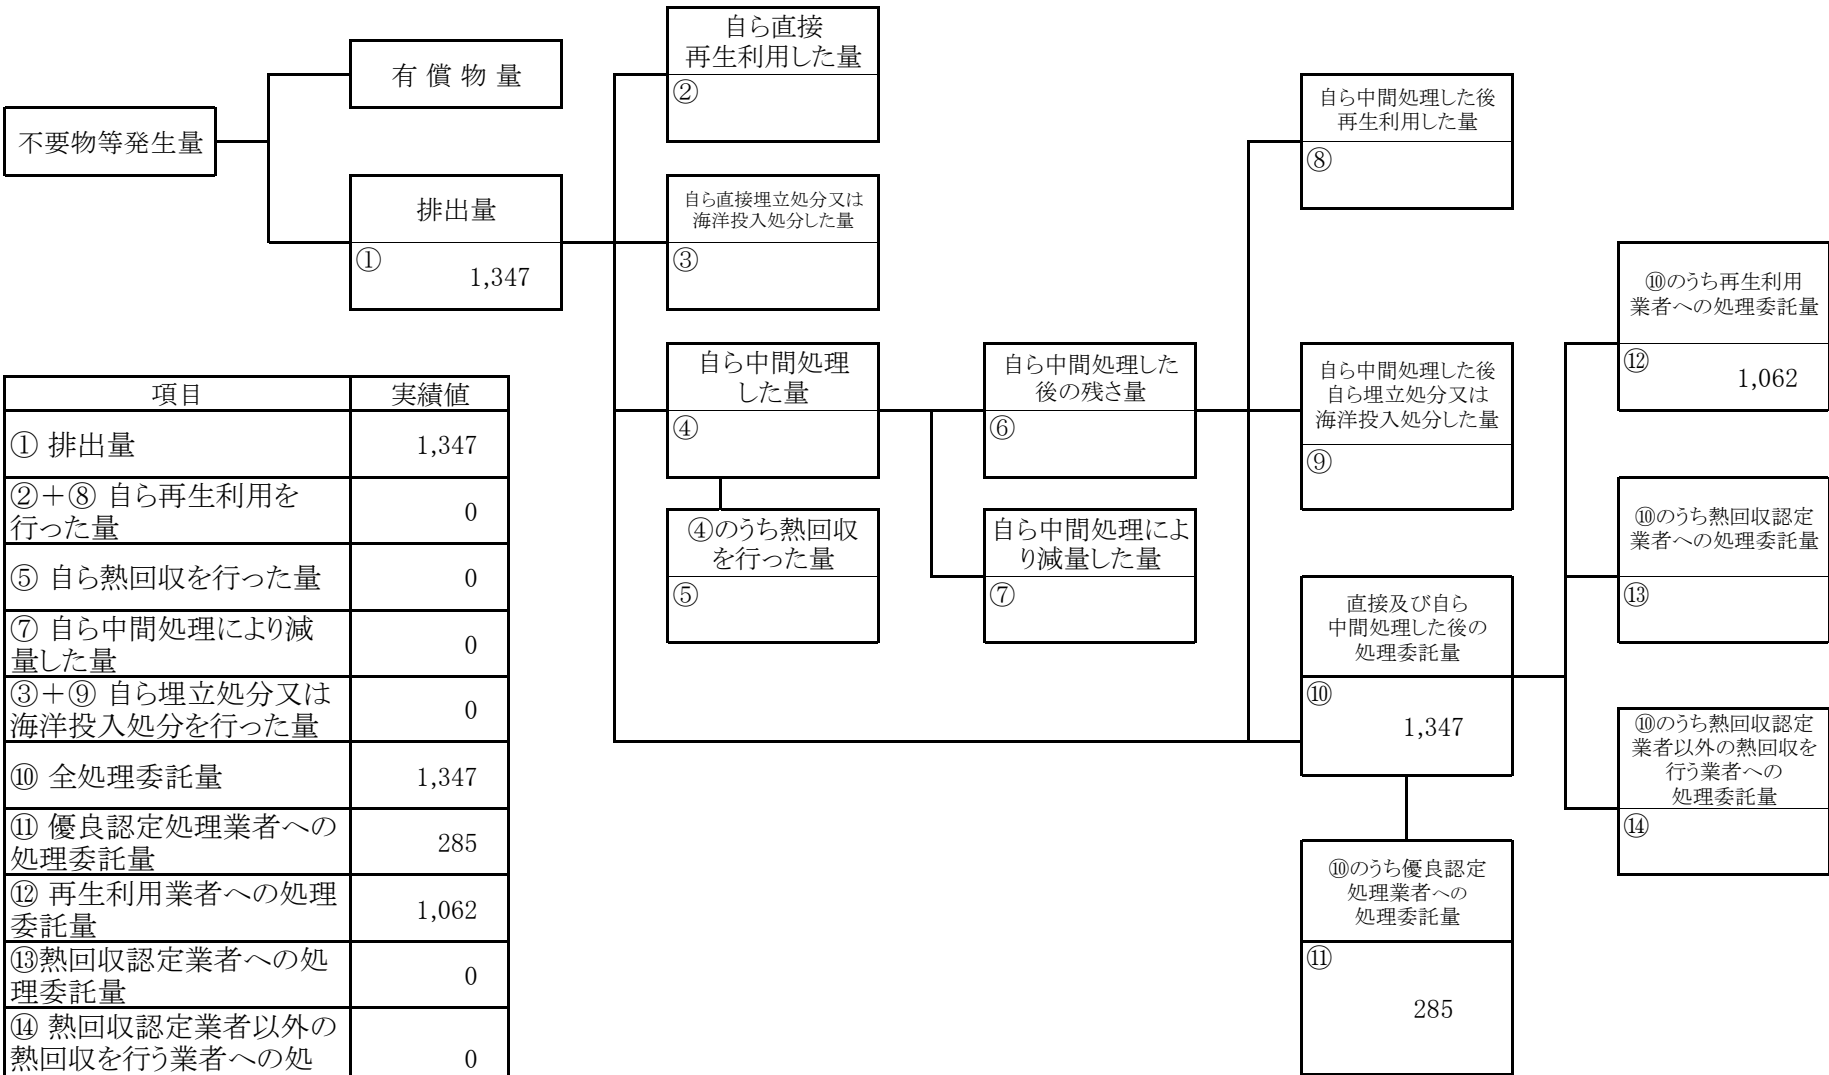 不要物等発生量
有 償 物 量
排出量
①
1,347
自ら直接
再生利用した量
②
自ら直接埋立処分又は
海洋投入処分した量
③
自ら中間処理
した量
④
④のうち熱回収
を行った量
⑤
自ら中間処理した
後の残さ量
⑥
自ら中間処理によ
り減量した量
⑦
自ら中間処理した後
再生利用した量
⑧
自ら中間処理した後
自ら埋立処分又は
海洋投入処分した量
⑨
直接及び自ら
中間処理した後の
処理委託量
⑩
1,347
⑩のうち優良認定
処理業者への
処理委託量
⑪
285
⑩のうち再生利用
業者への処理委託量
⑫
1,062
⑩のうち熱回収認定
業者への処理委託量
⑬
⑩のうち熱回収認定
業者以外の熱回収を
行う業者への
処理委託量
⑭
項目 実績値
① 排出量 1,347
②+⑧ 自ら再生利用を
行った量 0
⑤ 自ら熱回収を行った量 0
⑦ 自ら中間処理により減
量した量 0
③+⑨ 自ら埋立処分又は
海洋投入処分を行った量 0
⑩ 全処理委託量 1,347
⑪ 優良認定処理業者への
処理委託量 285
⑫ 再生利用業者への処理
委託量 1,062
⑬熱回収認定業者への処
理委託量 0
⑭ 熱回収認定業者以外の
熱回収を行う業者への処 0